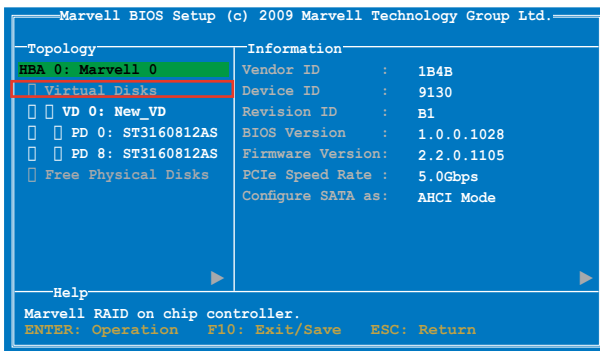 Marvell BIOS Setup (c) 2009 Marvell Technology Group Ltd.
Topology
HBA 0: Marvell 0
Virtual Disks
VD 0: New_VD
PD 0: ST3160812AS
PD 8: ST3160812AS
Free Physical Disks
Information
Vendor ID : 1B4B
Device ID : 9130
Revision ID : B1
BIOS Version : 1.0.0.1028
Firmware Version: 2.2.0.1105
PCIe Speed Rate : 5.0Gbps
Configure SATA as: AHCI Mode
Help
Marvell RAID on chip controller.
ENTER: Operation F10: Exit/Save ESC: Return